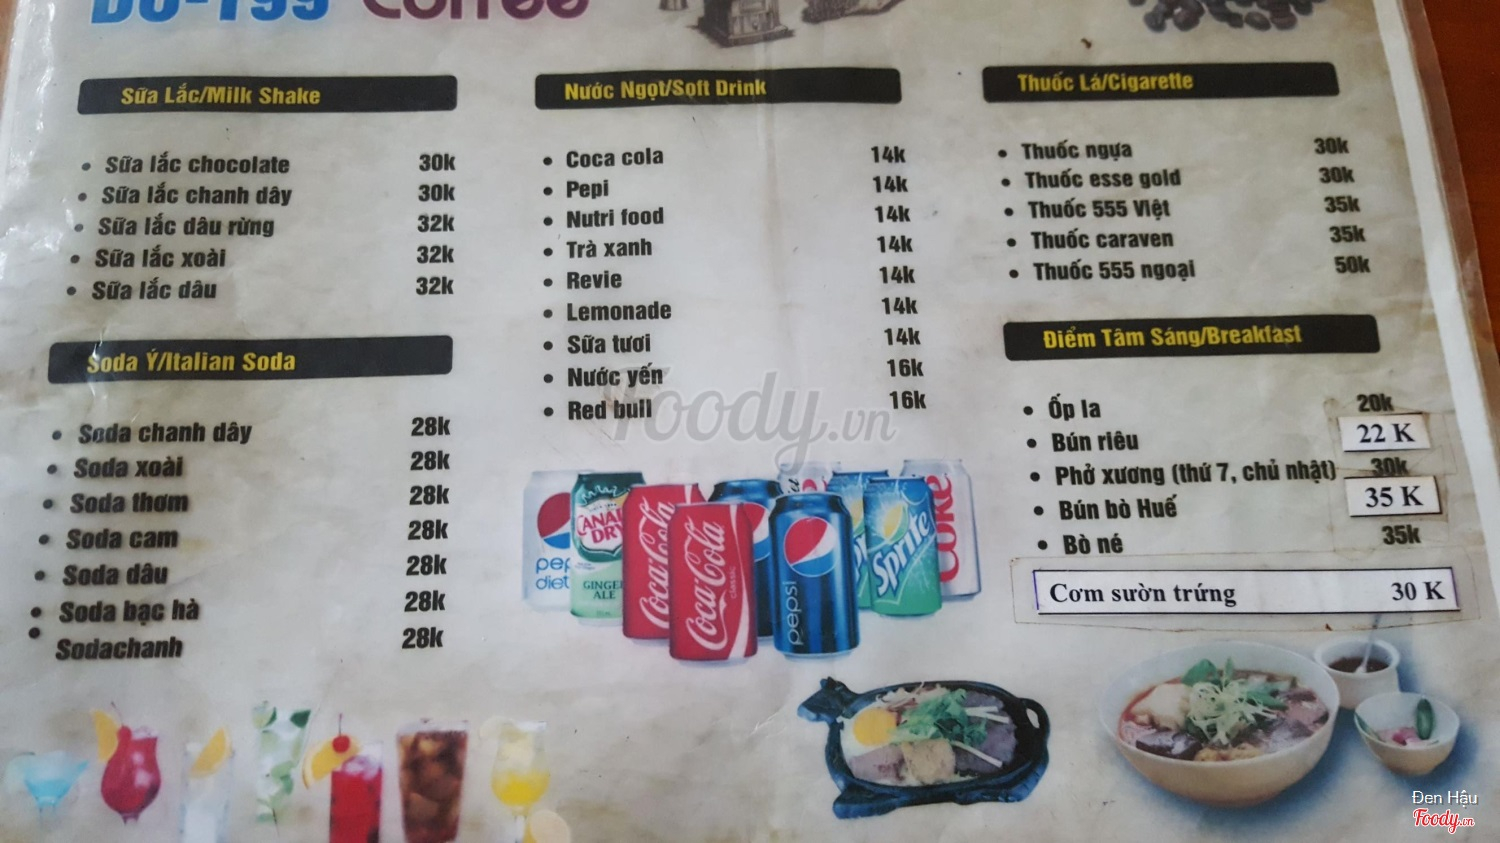 Coffee
Sữa Lắc/Milk Shake
• Sữa lắc chocolate 30k
• Sữa lắc chanh dây 30k
• Sữa lắc dâu rừng 32k
• Sữa lắc xoài 32k
• Sữa lắc dâu 32k
Soda Ý/Italian Soda
• Soda chanh dây 28k
• Soda xoài 28k
• Soda thơm 28k
• Soda cam 28k
• Soda dâu 28k
• Soda bạc hà 28k
• Sodachanh 28k
Nước Ngọt/Soft Drink
• Coca cola 14k
• Pepi 14k
• Nutri food 14k
• Trà xanh 14k
• Revie 14k
• Lemonade 14k
• Sữa tươi 14k
• Nước yến 16k
• Red bull 16k
Foody.vn
pepsi
diet
CANADA
DRY
GINGER
ALE
Coca-Cola
Coca-Cola
classic
pepsi
Sprite
Coke
Thuốc Lá/Cigarette
• Thuốc ngựa 30k
• Thuốc esse gold 30k
• Thuốc 555 Việt 35k
• Thuốc caraven 35k
• Thuốc 555 ngoại 50k
Điểm Tâm Sáng/Breakfast
• Ốp la 20k
• Bún riêu 22 K
• Phở xương (thứ 7, chủ nhật) 30k
• Bún bò Huế 35 K
• Bò né 35k
Cơm sườn trứng 30 K
Đen Hậu
Foody.vn